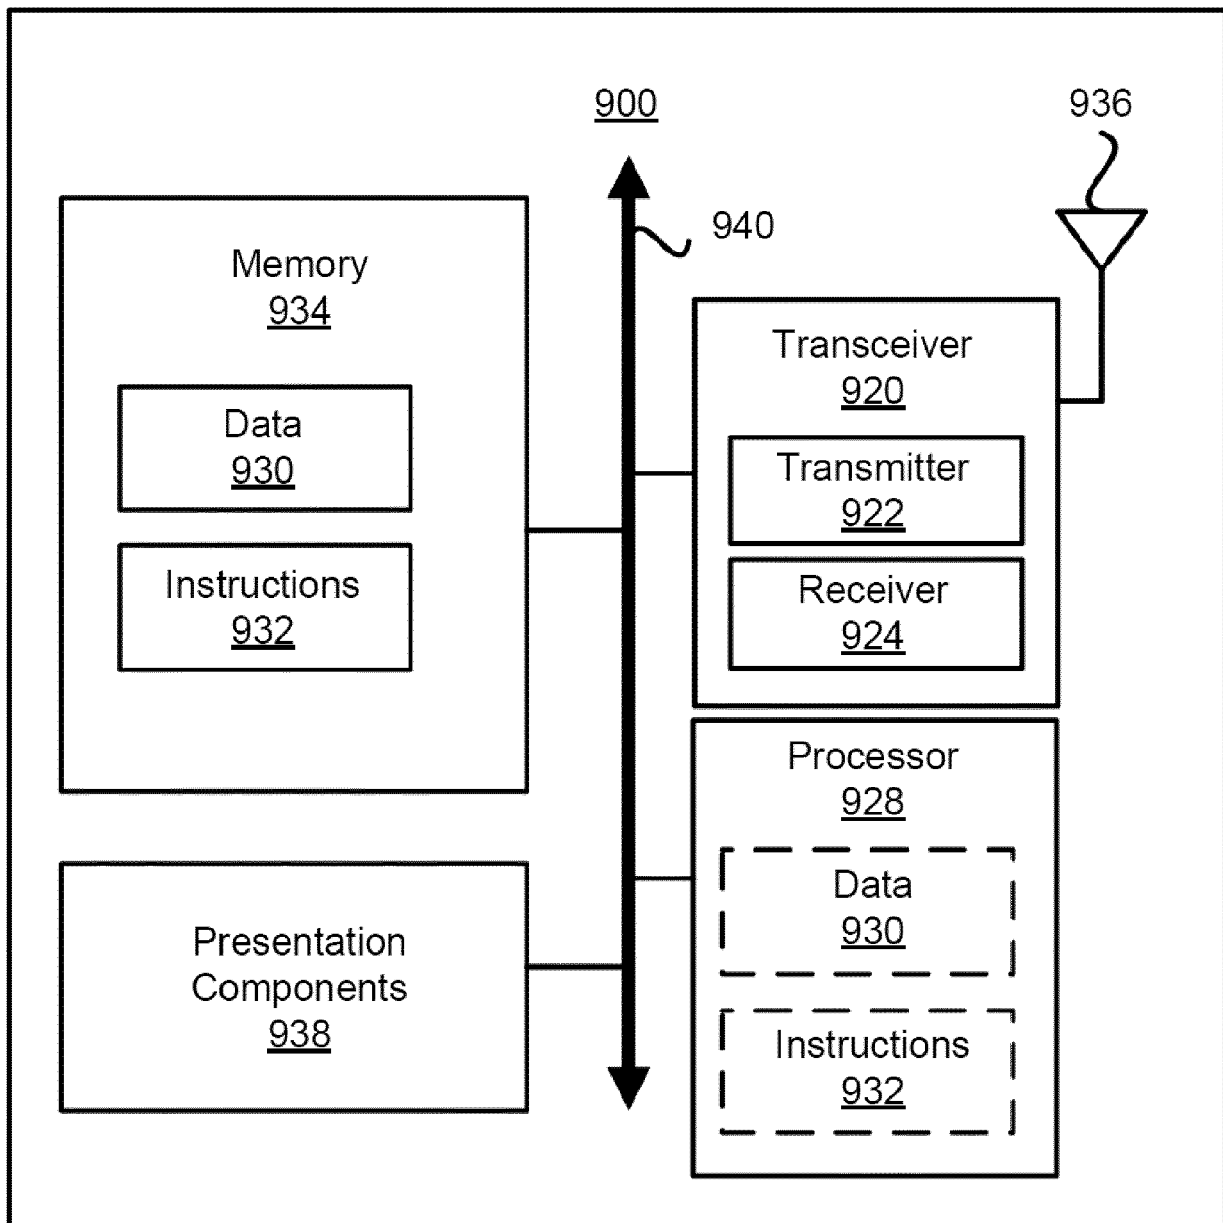 900
936
940
Memory
934
Data
930
Instructions
932
Transceiver
920
Transmitter
922
Receiver
924
Processor
928
Data
930
Instructions
932
Presentation
Components
938